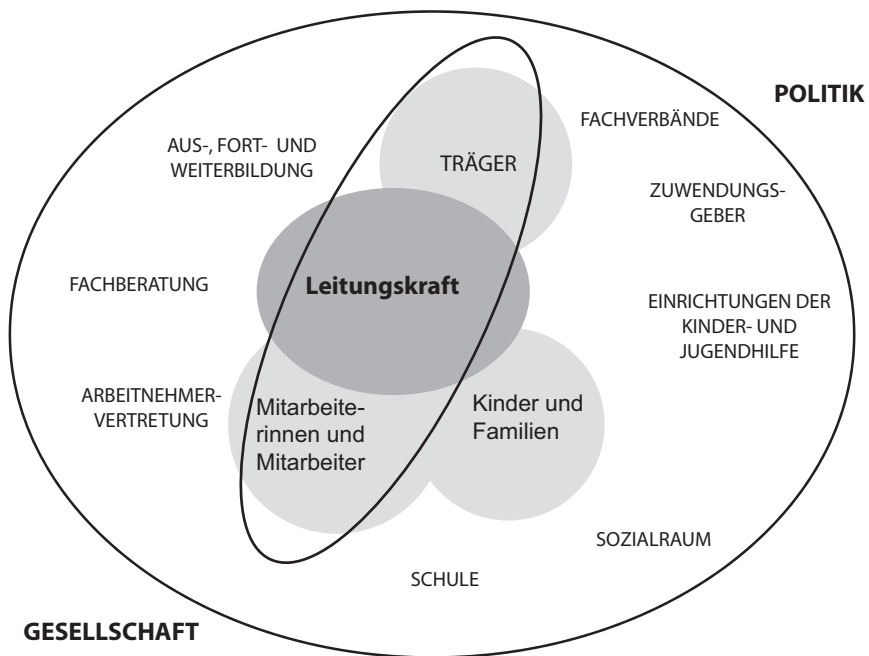 POLITIK
FACHVERBÄNDE
AUS-, FORT- UND
WEITERBILDUNG
TRÄGER
ZUWENDUNGS-
GEBER
FACHBERATUNG
Leitungskraft
EINRICHTUNGEN DER
KINDER- UND
JUGENDHILFE
ARBEITNEHMER-
VERTRETUNG
Mitarbeite-
rinnen und
Mitarbeiter
Kinder und
Familien
SOZIALRAUM
SCHULE
GESELLSCHAFT